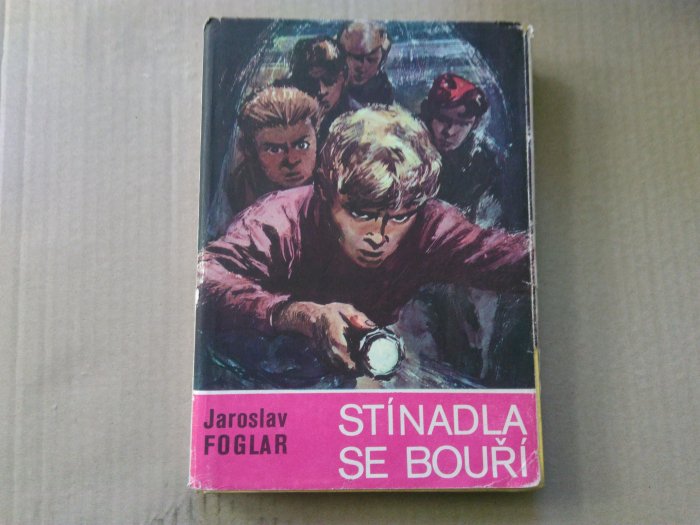 Jaroslav
FOGLAR
STÍNADLA
SE BOUŘÍ